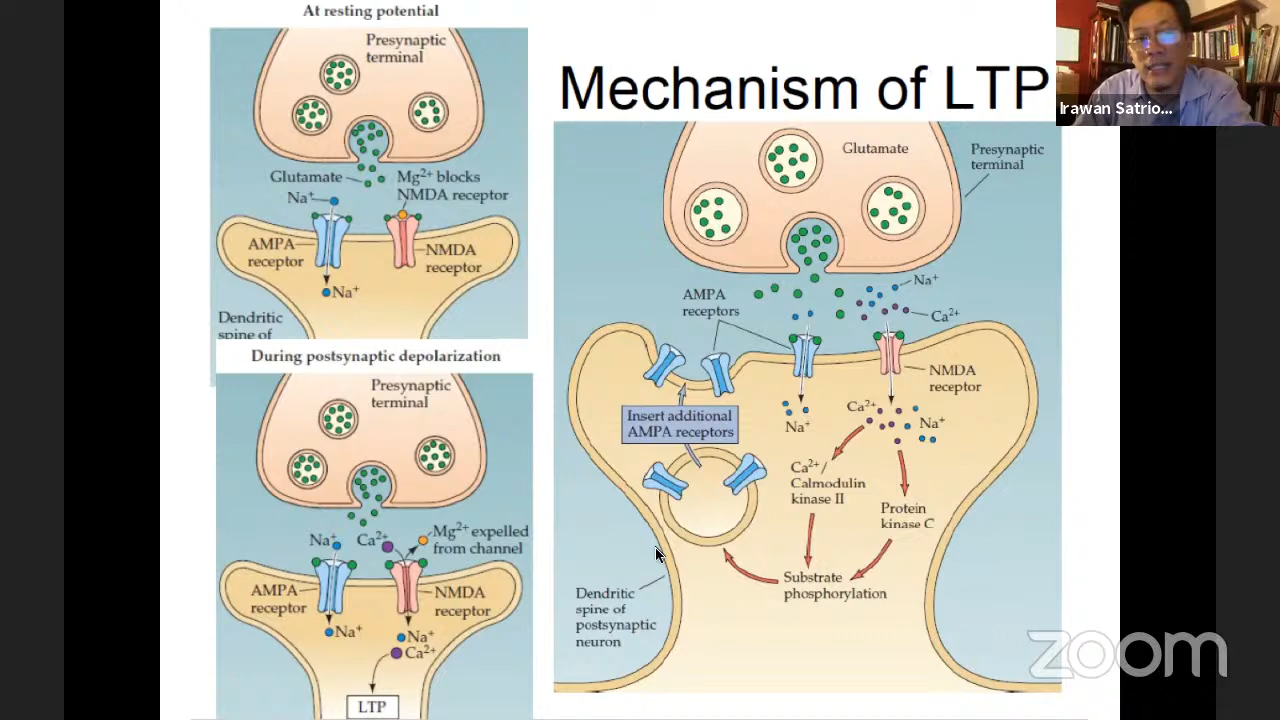 At resting potential
Presynaptic
terminal
Glutamate
Mg2+ blocks
NMDA receptor
Na+
AMPA
receptor
NMDA
receptor
Na+
Dendritic
spine of
During postsynaptic depolarization
Presynaptic
terminal
Na+
Ca2+
Mg2+ expelled
from channel
AMPA
receptor
NMDA
receptor
Na+
Na+
Ca2+
LTP
Mechanism of LTP
Glutamate
Presynaptic
terminal
Na+
AMPA
receptors
Ca2+
NMDA
receptor
Insert additional
AMPA receptors
Na+
Ca2+
Na+
Ca2+/
Calmodulin
kinase II
Protein
kinase C
Substrate
phosphorylation
Dendritic
spine of
postsynaptic
neuron
Irawan Satrio...
zoom